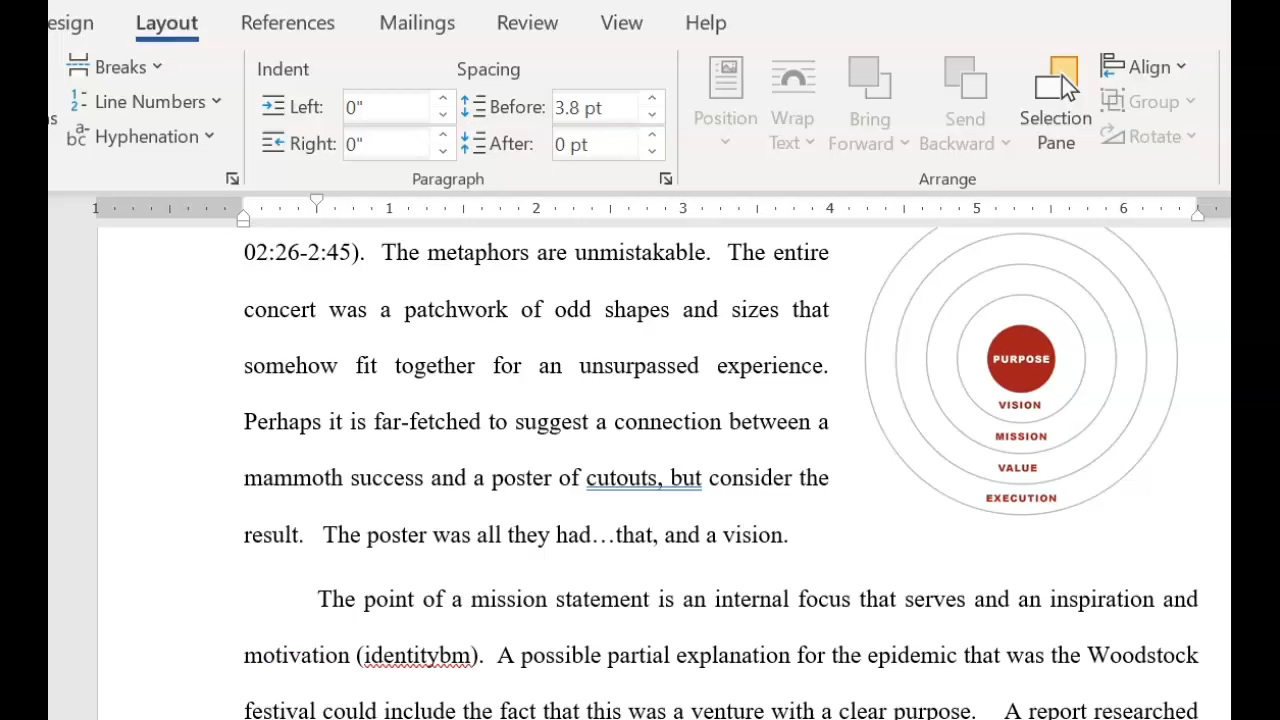 esign Layout References Mailings Review View Help
Breaks Indent Spacing Align
Line Numbers Left: 0" Before: 3.8 pt Group
Hyphenation Right: 0" After: 0 pt Rotate
Position Wrap Text Bring Forward Send Backward Selection Pane
Paragraph Arrange
1 1 2 3 4 5 6
02:26-2:45). The metaphors are unmistakable. The entire
concert was a patchwork of odd shapes and sizes that
somehow fit together for an unsurpassed experience.
Perhaps it is far-fetched to suggest a connection between a
mammoth success and a poster of cutouts, but consider the
result. The poster was all they had…that, and a vision.
PURPOSE
VISION
MISSION
VALUE
EXECUTION
The point of a mission statement is an internal focus that serves and an inspiration and
motivation (identitybm). A possible partial explanation for the epidemic that was the Woodstock
festival could include the fact that this was a venture with a clear purpose. A report researched